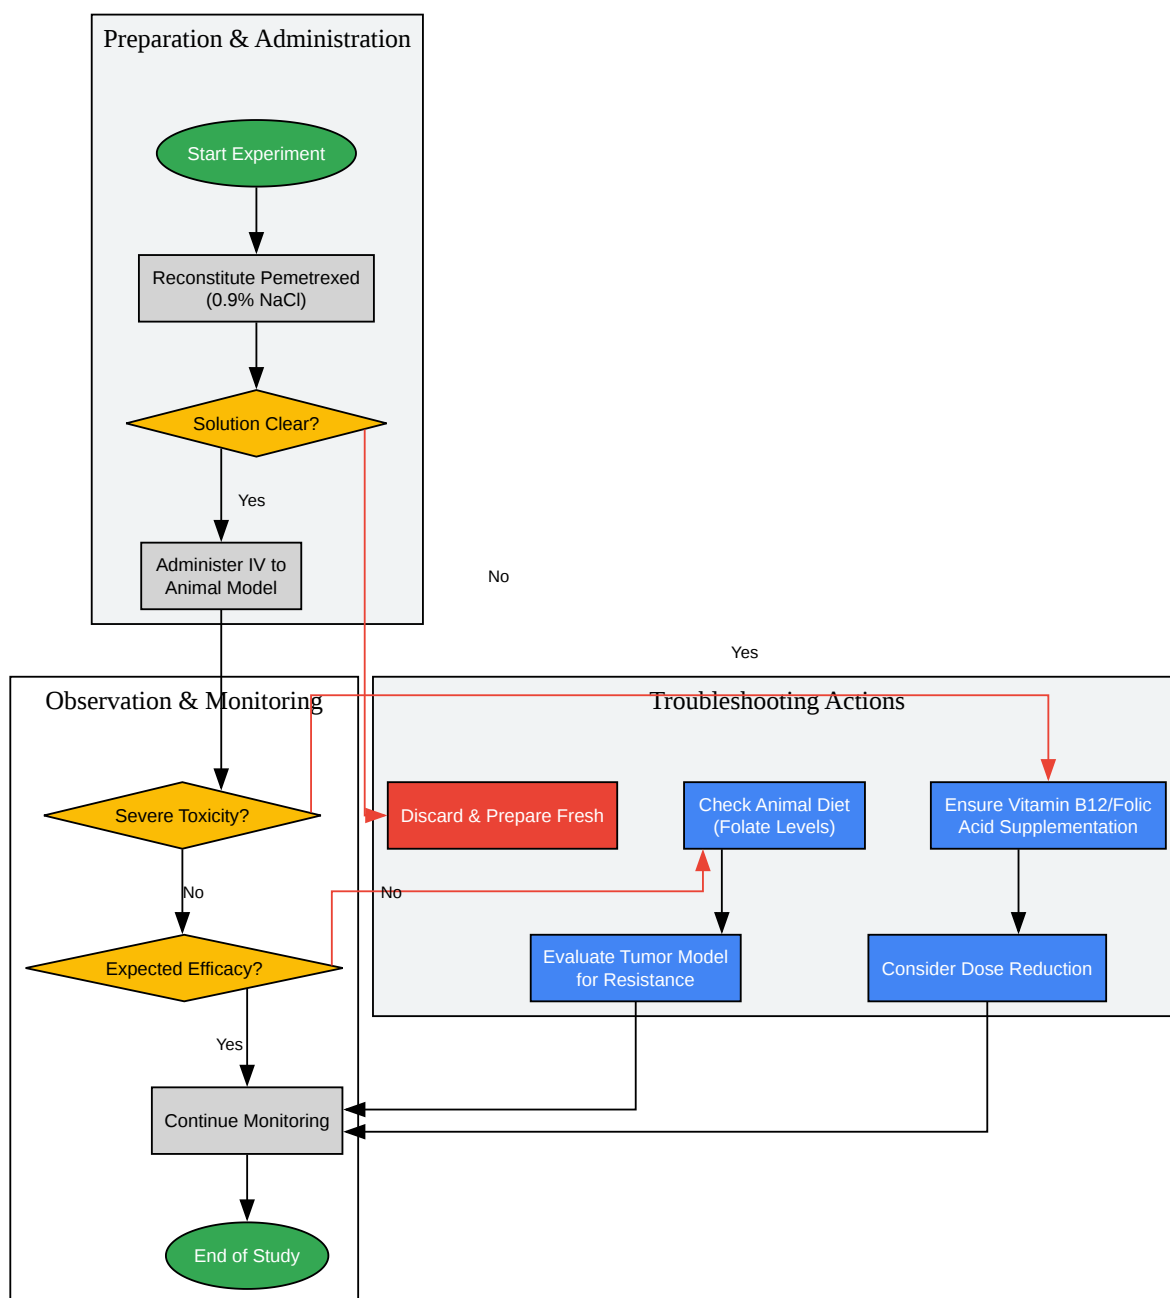 Preparation & Administration
Start Experiment
Reconstitute Pemetrexed
(0.9% NaCl)
Solution Clear?
Yes
Administer IV to
Animal Model
No
Yes
Observation & Monitoring
Troubleshooting Actions
Severe Toxicity?
Discard & Prepare Fresh
Check Animal Diet
(Folate Levels)
Ensure Vitamin B12/Folic
Acid Supplementation
No
No
Expected Efficacy?
Evaluate Tumor Model
for Resistance
Consider Dose Reduction
Yes
Continue Monitoring
End of Study